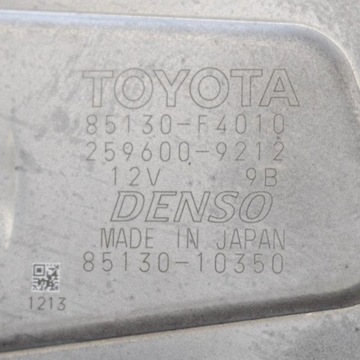 TOYOTA
85130-F4010
259600-9212
12V 9B
DENSO
MADE IN JAPAN
85130-10350
1213